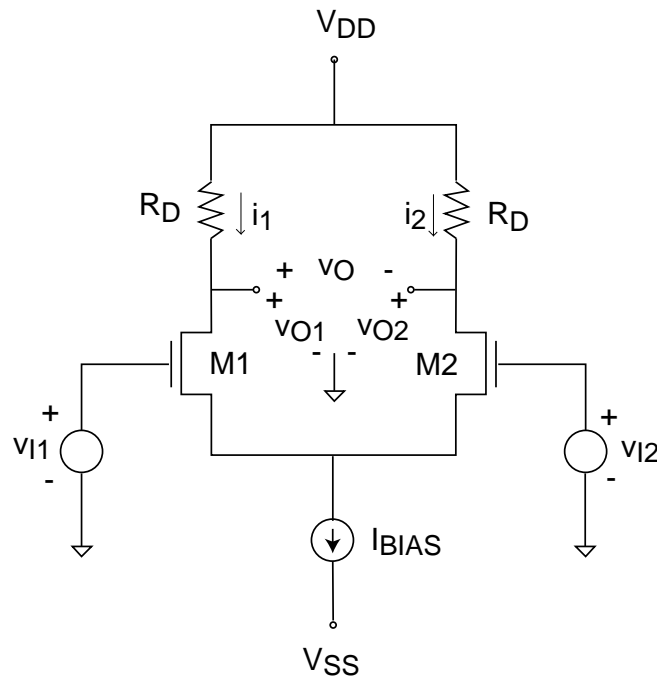 VDD
RD i1 i2 RD
+ vO -
+ +
vO1 vO2
M1 - - M2
+ +
vI1 vI2
- -
IBIAS
VSS